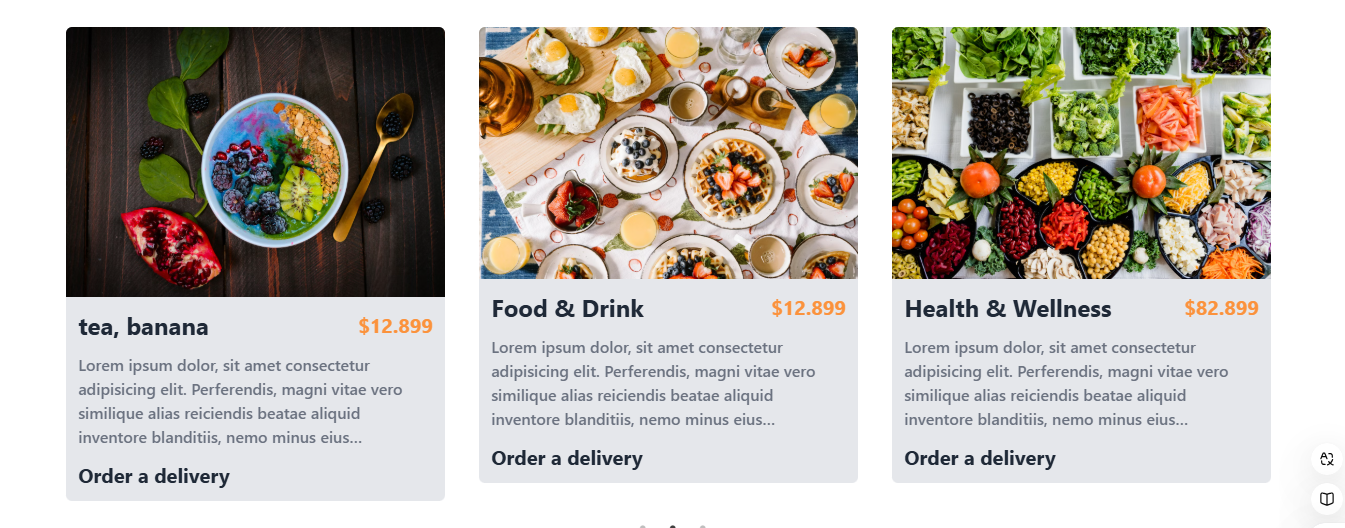 tea, banana
$12.899
Lorem ipsum dolor, sit amet consectetur
adipisicing elit. Perferendis, magni vitae vero
similique alias reiciendis beatae aliquid
inventore blanditiis, nemo minus eius...
Order a delivery
Food & Drink
$12.899
Lorem ipsum dolor, sit amet consectetur
adipisicing elit. Perferendis, magni vitae vero
similique alias reiciendis beatae aliquid
inventore blanditiis, nemo minus eius...
Order a delivery
Health & Wellness
$82.899
Lorem ipsum dolor, sit amet consectetur
adipisicing elit. Perferendis, magni vitae vero
similique alias reiciendis beatae aliquid
inventore blanditiis, nemo minus eius...
Order a delivery